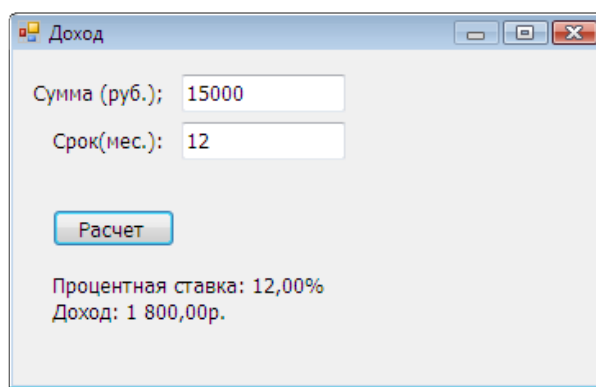 Доход
Сумма (руб.); 15000
Срок(мес.): 12
Расчет
Процентная ставка: 12,00%
Доход: 1 800,00р.